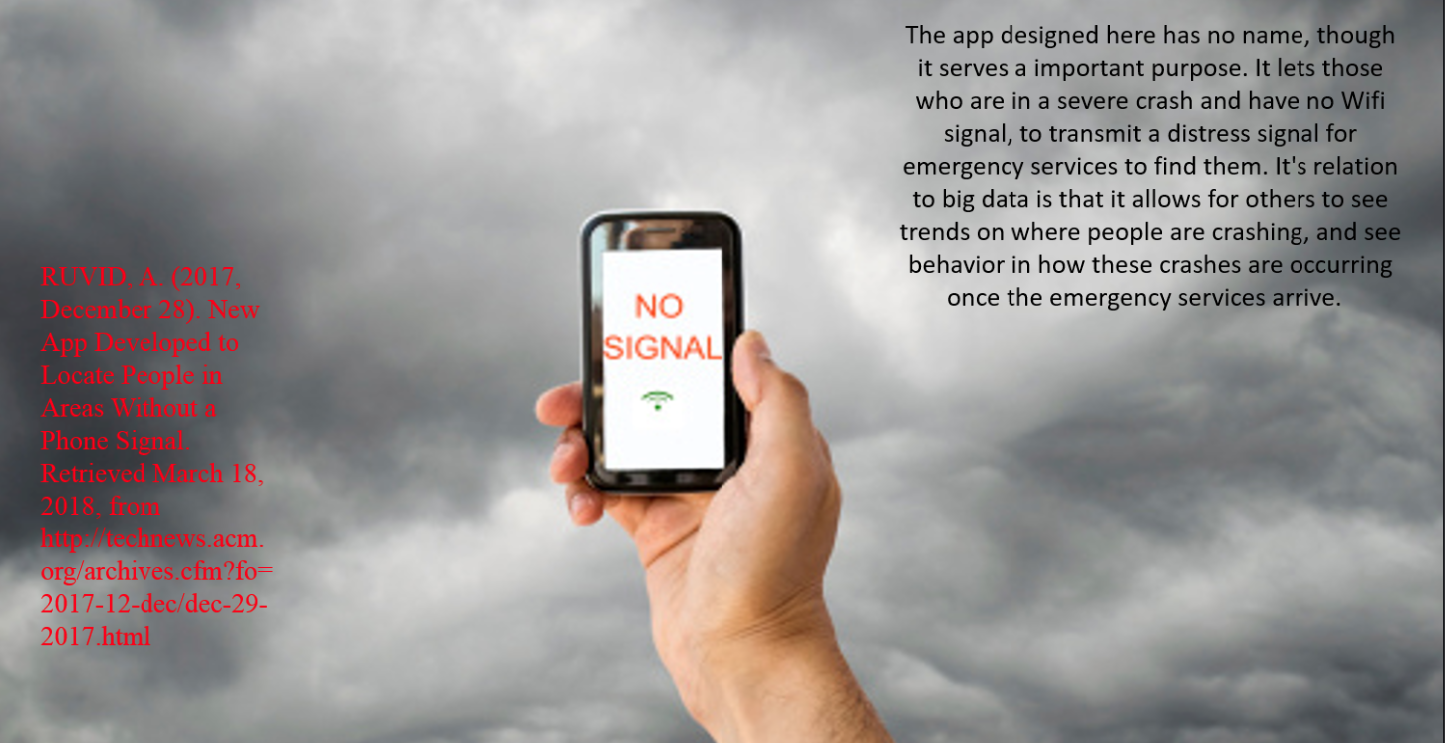 The app designed here has no name, though
it serves a important purpose. It lets those
who are in a severe crash and have no Wifi
signal, to transmit a distress signal for
emergency services to find them. It's relation
to big data is that it allows for others to see
trends on where people are crashing, and see
behavior in how these crashes are occurring
once the emergency services arrive.
NO
SIGNAL
RUVID, A. (2017,
December 28). New
App Developed to
Locate People in
Areas Without a
Phone Signal.
Retrieved March 18,
2018, from
http://technews.acm.
org/archives.cfm?fo=
2017-12-dec/dec-29-
2017.html